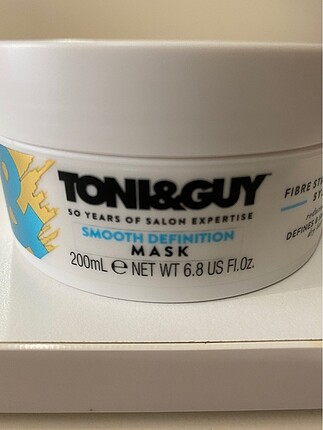 &
TONI&GUY
50 YEARS OF SALON EXPERTISE
SMOOTH DEFINITION
MASK
200mL e NET WT 6.8 US Fl.Oz.
FIBRE
DEFINES &